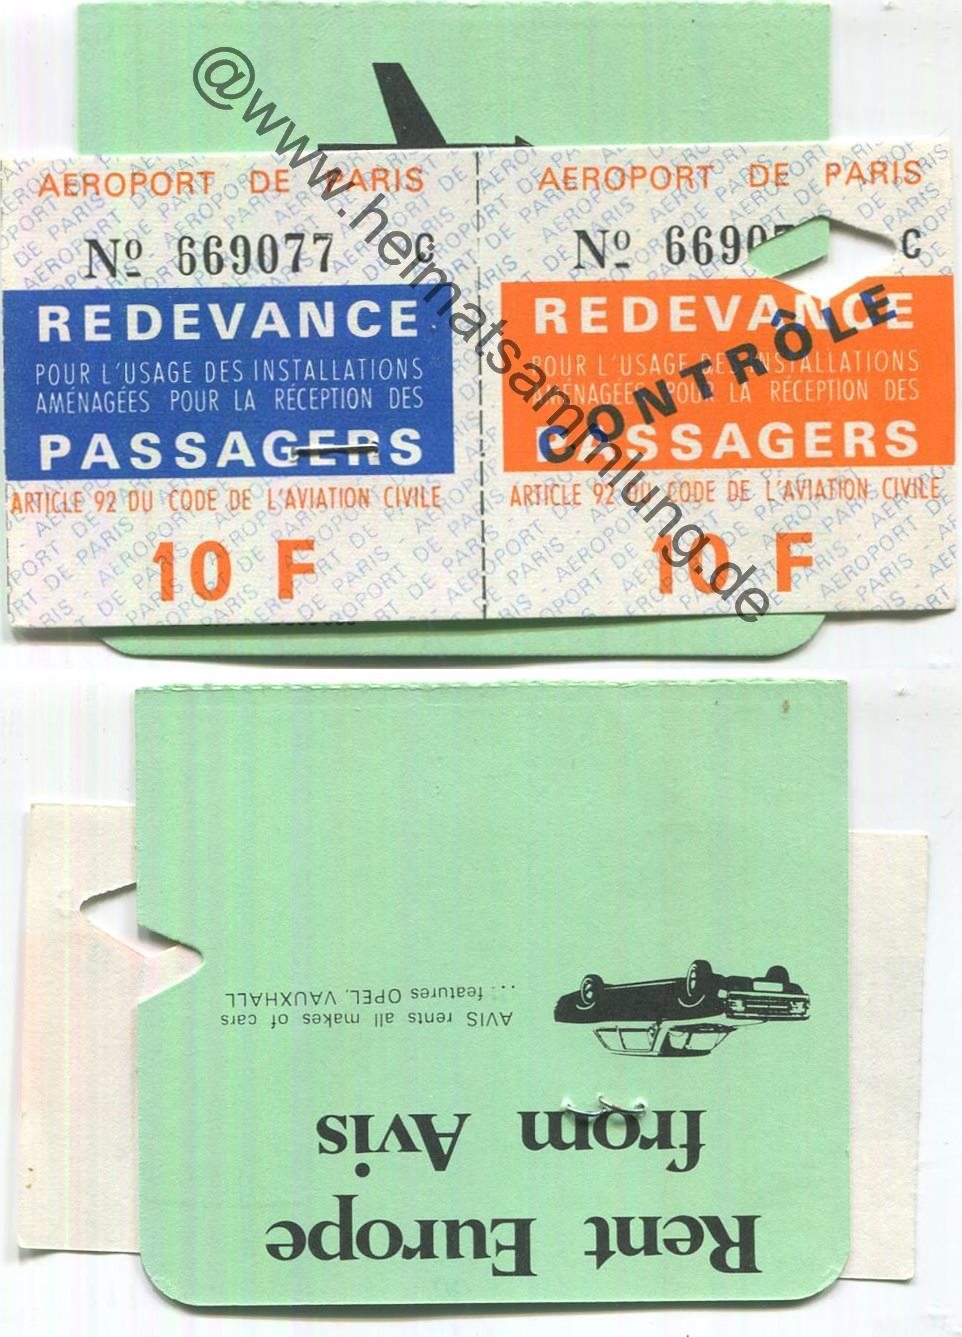 AEROPORT DE PARIS
Nº 669077 C
REDEVANCE
POUR L'USAGE DES INSTALLATIONS
AMÉNAGÉES POUR LA RÉCEPTION DES
PASSAGERS
ARTICLE 92 DU CODE DE L'AVIATION CIVILE
10 F
AEROPORT DE PARIS
Nº 66907 C
REDEVANCE
POUR L'USAGE DES INSTALLATIONS
AMÉNAGÉES POUR LA RÉCEPTION DES
PASSAGERS
ARTICLE 92 DU CODE DE L'AVIATION CIVILE
10 F
CONTRÔLE
@www.heimatsammlung.de
Rent Europe
from Avis
AVIS rents all makes of cars
... features OPEL, VAUXHALL